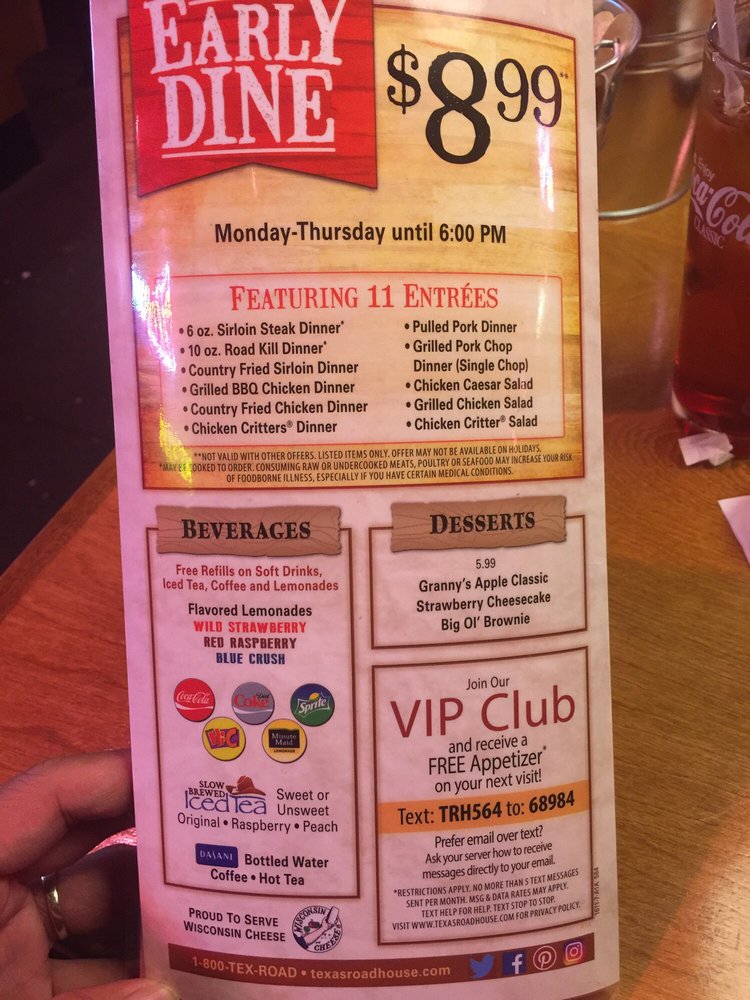 EARLY
DINE
$8.99**
Monday-Thursday until 6:00 PM
FEATURING 11 ENTRÉES
• 6 oz. Sirloin Steak Dinner*
• 10 oz. Road Kill Dinner*
• Country Fried Sirloin Dinner
• Grilled BBQ Chicken Dinner
• Country Fried Chicken Dinner
• Chicken Critters® Dinner
• Pulled Pork Dinner
• Grilled Pork Chop
Dinner (Single Chop)
• Chicken Caesar Salad
• Grilled Chicken Salad
• Chicken Critter® Salad
**NOT VALID WITH OTHER OFFERS. LISTED ITEMS ONLY. OFFER MAY NOT BE AVAILABLE ON HOLIDAYS.
*MAY BE COOKED TO ORDER. CONSUMING RAW OR UNDERCOOKED MEATS, POULTRY OR SEAFOOD MAY INCREASE YOUR RISK
OF FOODBORNE ILLNESS, ESPECIALLY IF YOU HAVE CERTAIN MEDICAL CONDITIONS.
BEVERAGES
Free Refills on Soft Drinks,
Iced Tea, Coffee and Lemonades
Flavored Lemonades
WILD STRAWBERRY
RED RASPBERRY
BLUE CRUSH
Coca-Cola
Diet Coke
Sprite
Hi-C
Minute Maid
LEMONADE
SLOW BREWED
Iced Tea
Sweet or
Unsweet
Original • Raspberry • Peach
DASANI Bottled Water
Coffee • Hot Tea
PROUD TO SERVE
WISCONSIN CHEESE
WISCONSIN CHEESE
DESSERTS
5.99
Granny's Apple Classic
Strawberry Cheesecake
Big Ol' Brownie
Join Our
VIP Club
and receive a
FREE Appetizer*
on your next visit!
Text: TRH564 to: 68984
Prefer email over text?
Ask your server how to receive
messages directly to your email.
*RESTRICTIONS APPLY. NO MORE THAN 5 TEXT MESSAGES
SENT PER MONTH. MSG & DATA RATES MAY APPLY.
TEXT HELP FOR HELP. TEXT STOP TO STOP.
VISIT WWW.TEXASROADHOUSE.COM FOR PRIVACY POLICY.
1-800-TEX-ROAD • texasroadhouse.com
Enjoy
Coca-Cola
CLASSIC